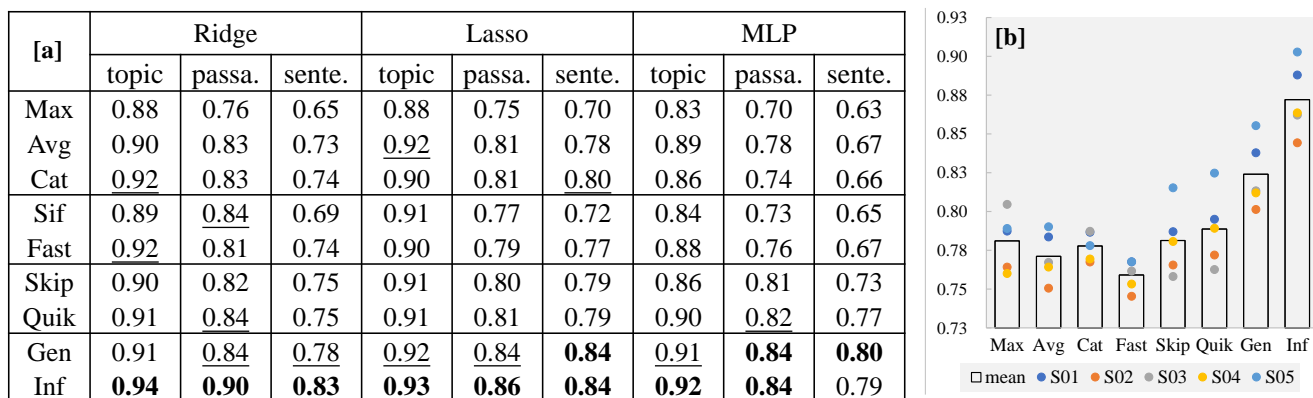 [a] Ridge Lasso MLP
topic passa. sente. topic passa. sente. topic passa. sente.
Max 0.88 0.76 0.65 0.88 0.75 0.70 0.83 0.70 0.63
Avg 0.90 0.83 0.73 0.92 0.81 0.78 0.89 0.78 0.67
Cat 0.92 0.83 0.74 0.90 0.81 0.80 0.86 0.74 0.66
Sif 0.89 0.84 0.69 0.91 0.77 0.72 0.84 0.73 0.65
Fast 0.92 0.81 0.74 0.90 0.79 0.77 0.88 0.76 0.67
Skip 0.90 0.82 0.75 0.91 0.80 0.79 0.86 0.81 0.73
Quik 0.91 0.84 0.75 0.91 0.81 0.79 0.90 0.82 0.77
Gen 0.91 0.84 0.78 0.92 0.84 0.84 0.91 0.84 0.80
Inf 0.94 0.90 0.83 0.93 0.86 0.84 0.92 0.84 0.79
[b]
0.93
0.90
0.88
0.85
0.83
0.80
0.78
0.75
0.73
Max Avg Cat Fast Skip Quik Gen Inf
mean S01 S02 S03 S04 S05